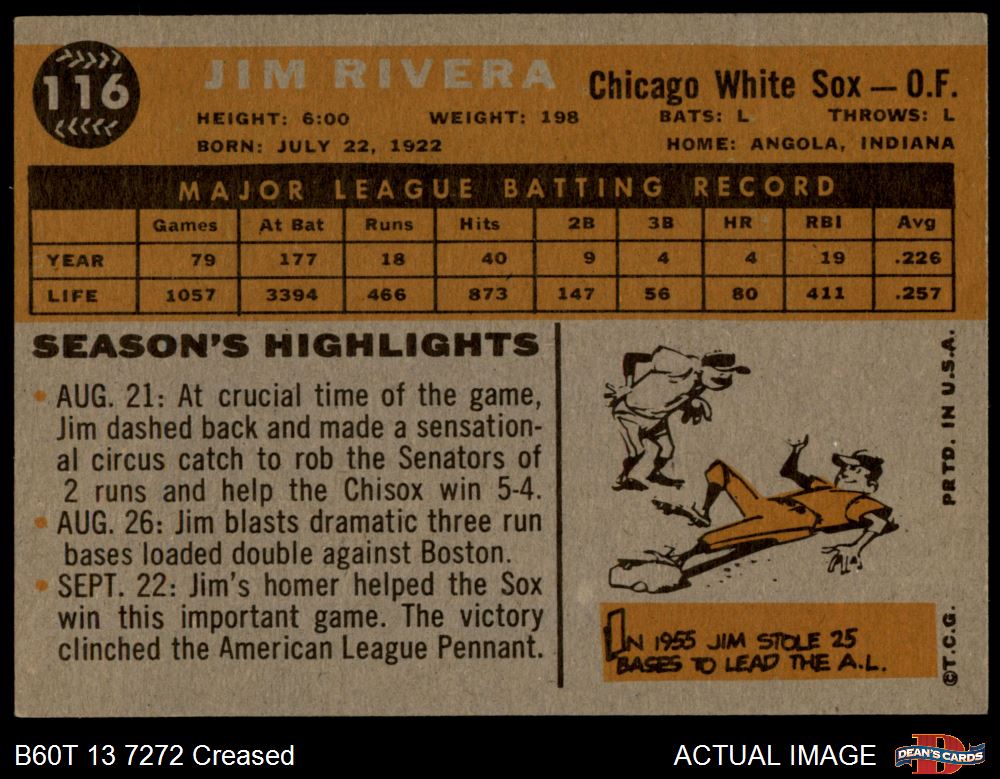 116
JIM RIVERA Chicago White Sox — O.F.
HEIGHT: 6:00 WEIGHT: 198 BATS: L THROWS: L
BORN: JULY 22, 1922 HOME: ANGOLA, INDIANA
MAJOR LEAGUE BATTING RECORD
Games At Bat Runs Hits 2B 3B HR RBI Avg
YEAR 79 177 18 40 9 4 4 19 .226
LIFE 1057 3394 466 873 147 56 80 411 .257
SEASON'S HIGHLIGHTS
• AUG. 21: At crucial time of the game,
Jim dashed back and made a sensation-
al circus catch to rob the Senators of
2 runs and help the Chisox win 5-4.
• AUG. 26: Jim blasts dramatic three run
bases loaded double against Boston.
• SEPT. 22: Jim's homer helped the Sox
win this important game. The victory
clinched the American League Pennant.
IN 1955 JIM STOLE 25
BASES TO LEAD THE A.L.
©T.C.G. PRTD. IN U.S.A.
B60T 13 7272 Creased
ACTUAL IMAGE
DEAN'S CARDS